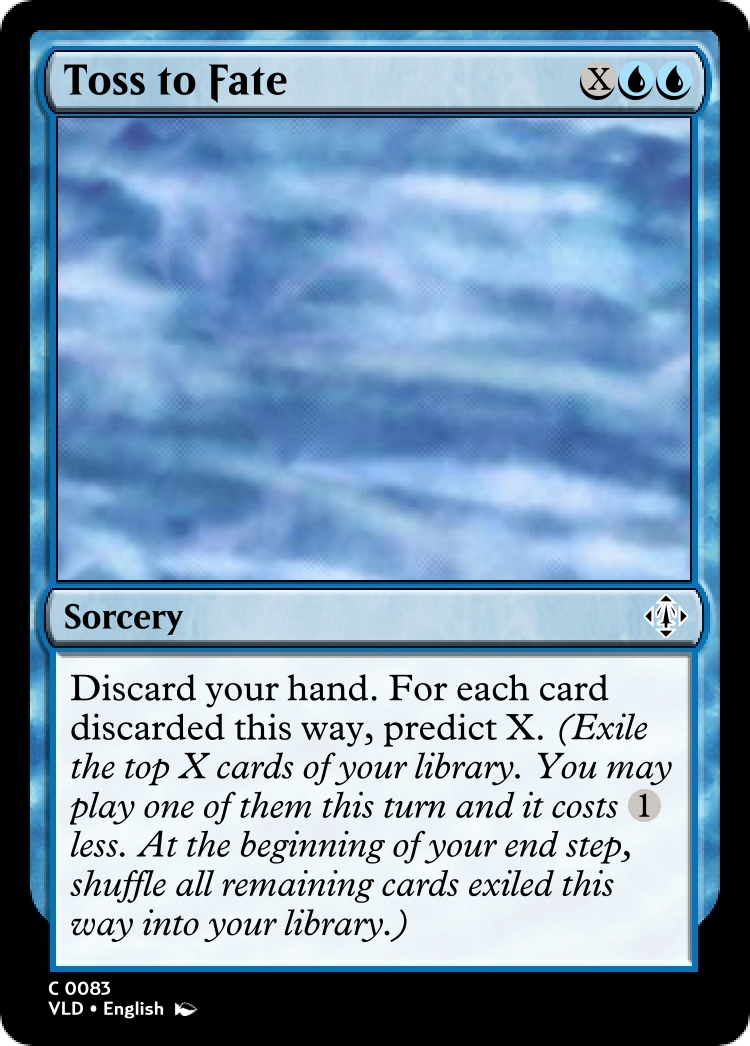 Toss to Fate X
Sorcery
Discard your hand. For each card
discarded this way, predict X. (Exile
the top X cards of your library. You may
play one of them this turn and it costs 1
less. At the beginning of your end step,
shuffle all remaining cards exiled this
way into your library.)
C 0083
VLD • English